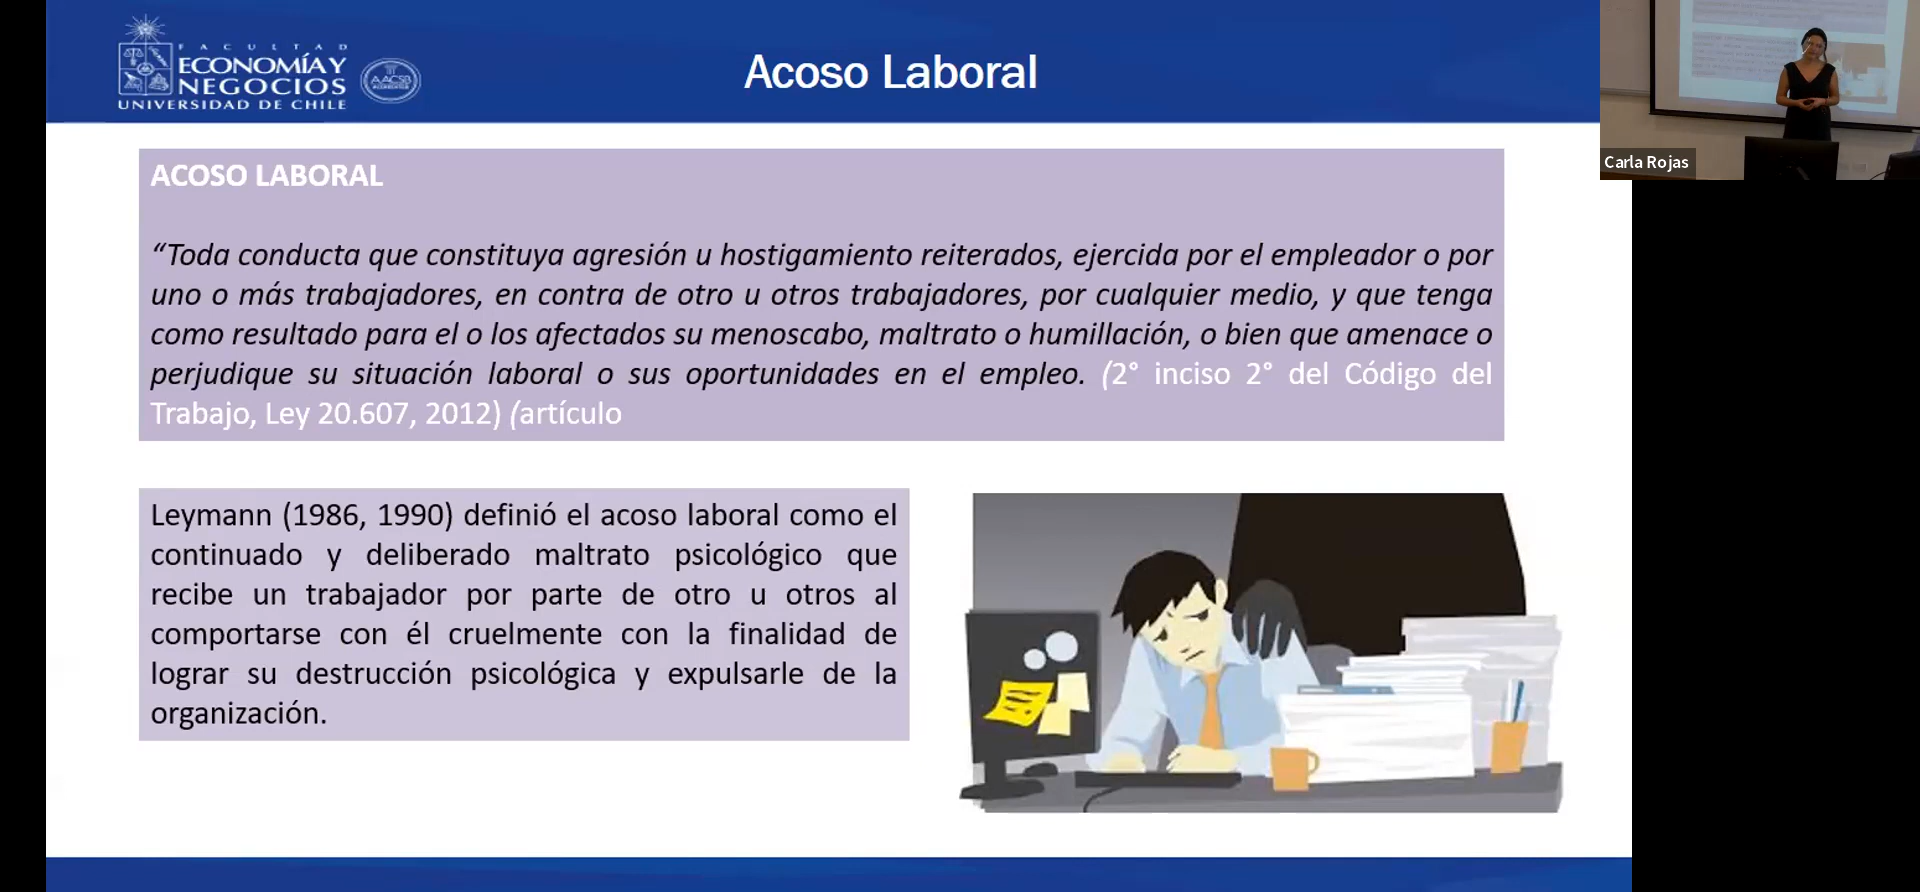 FACULTAD
ECONOMÍA Y
NEGOCIOS
UNIVERSIDAD DE CHILE
AACSB
Acoso Laboral
Carla Rojas
ACOSO LABORAL
“Toda conducta que constituya agresión u hostigamiento reiterados, ejercida por el empleador o por
uno o más trabajadores, en contra de otro u otros trabajadores, por cualquier medio, y que tenga
como resultado para el o los afectados su menoscabo, maltrato o humillación, o bien que amenace o
perjudique su situación laboral o sus oportunidades en el empleo. (2° inciso 2° del Código del
Trabajo, Ley 20.607, 2012) (artículo
Leymann (1986, 1990) definió el acoso laboral como el
continuado y deliberado maltrato psicológico que
recibe un trabajador por parte de otro u otros al
comportarse con él cruelmente con la finalidad de
lograr su destrucción psicológica y expulsarle de la
organización.